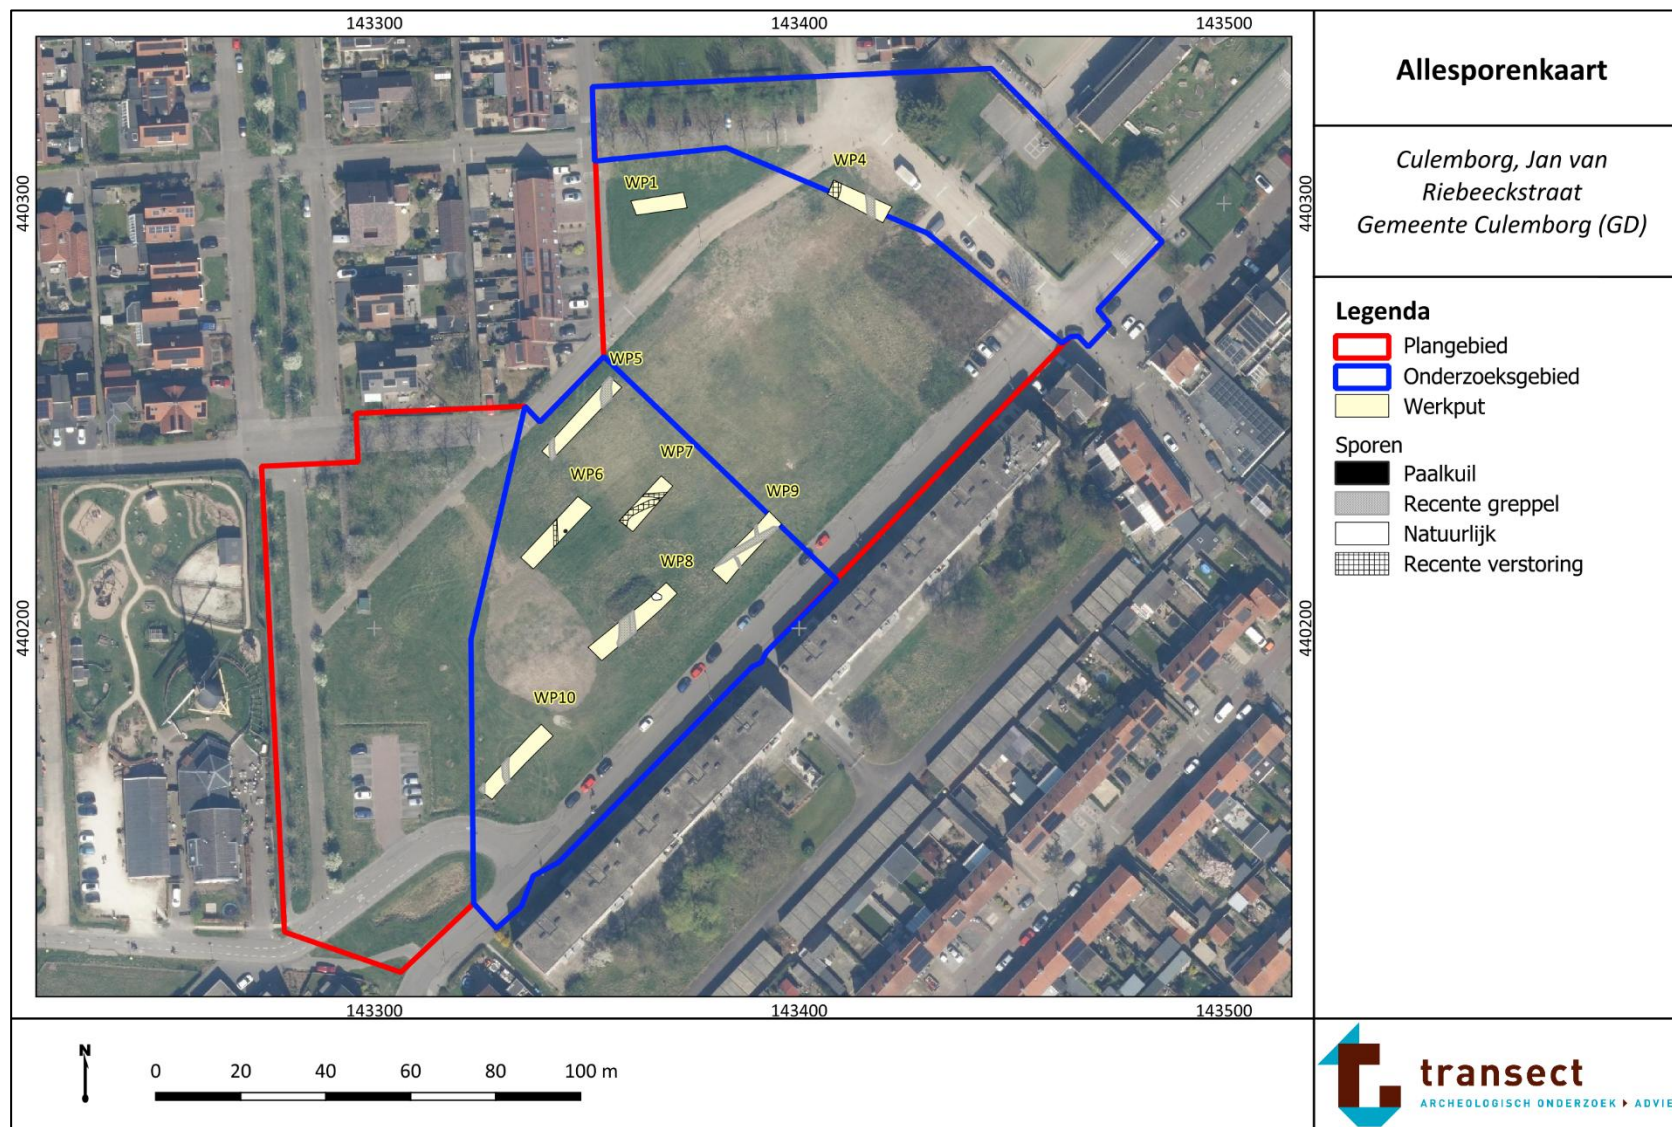 143300
143400
143500
440300
440300
440200
440200
WP1
WP4
WP5
WP7
WP6
WP9
WP8
WP10
143300
143400
143500
Allesporenkaart
Culemborg, Jan van
Riebeeckstraat
Gemeente Culemborg (GD)
Legenda
Plangebied
Onderzoeksgebied
Werkput
Sporen
Paalkuil
Recente greppel
Natuurlijk
Recente verstoring
N
0 20 40 60 80 100 m
transect
ARCHEOLOGISCH ONDERZOEK ▸ ADVIE